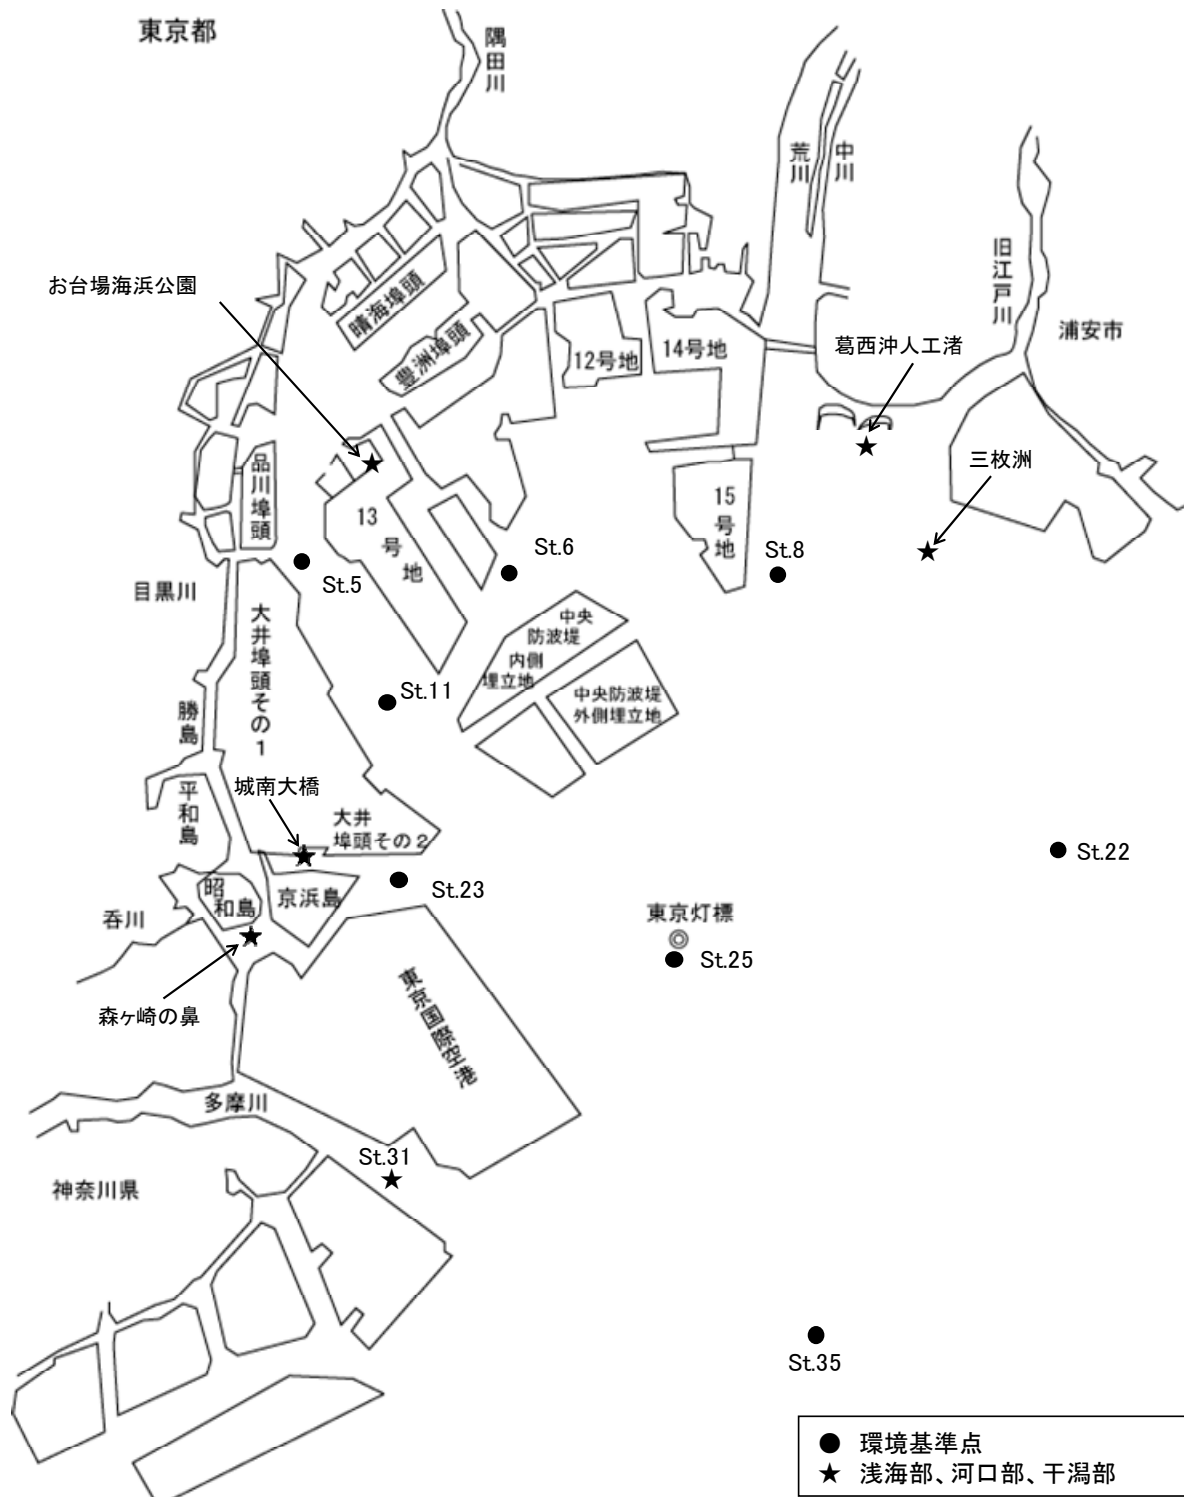 東京都
隅田川
荒川
中川
旧江戸川
浦安市
お台場海浜公園
晴海埠頭
豊洲埠頭
12号地
14号地
葛西沖人工渚
三枚洲
品川埠頭
13号地
15号地
St.5
St.6
St.8
目黒川
大井埠頭その1
中央
防波堤
内側
埋立地
中央防波堤
外側埋立地
St.11
勝島
平和島
城南大橋
大井
埠頭その2
St.22
昭和島
京浜島
St.23
呑川
東京灯標
St.25
森ヶ崎の鼻
東京国際空港
多摩川
St.31
神奈川県
St.35
● 環境基準点
★ 浅海部、河口部、干潟部